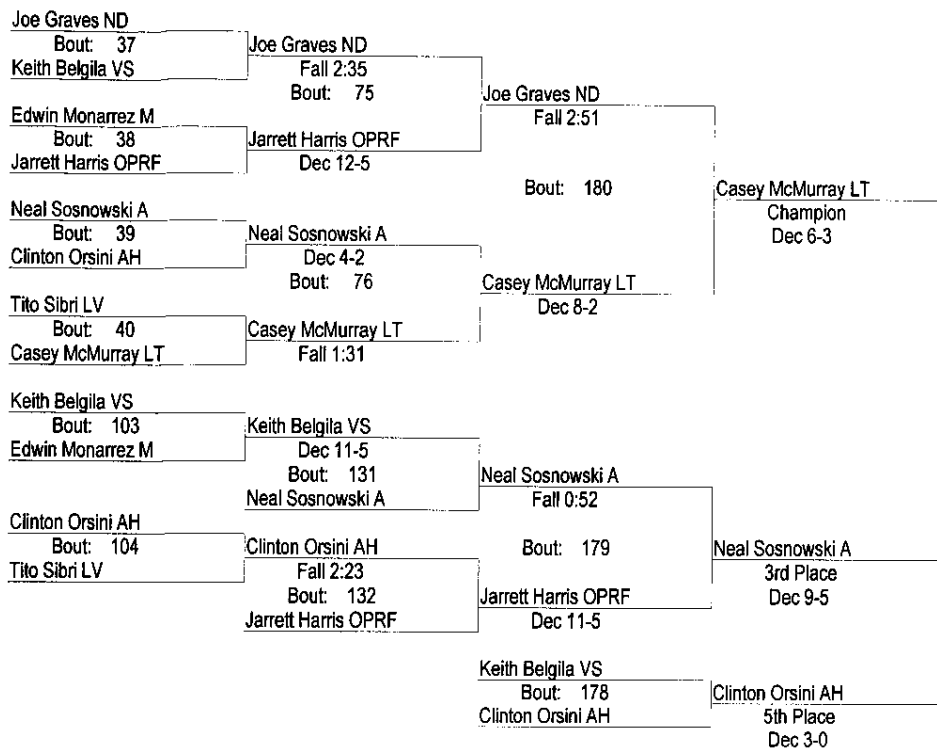 Joe Graves ND
Bout: 37
Keith Belgila VS
Joe Graves ND
Fall 2:35
Bout: 75
Edwin Monarrez M
Bout: 38
Jarrett Harris OPRF
Jarrett Harris OPRF
Dec 12-5
Joe Graves ND
Fall 2:51
Bout: 180
Neal Sosnowski A
Bout: 39
Clinton Orsini AH
Neal Sosnowski A
Dec 4-2
Bout: 76
Tito Sibri LV
Bout: 40
Casey McMurray LT
Casey McMurray LT
Fall 1:31
Casey McMurray LT
Dec 8-2
Casey McMurray LT
Champion
Dec 6-3
Keith Belgila VS
Bout: 103
Edwin Monarrez M
Keith Belgila VS
Dec 11-5
Bout: 131
Neal Sosnowski A
Neal Sosnowski A
Fall 0:52
Bout: 179
Clinton Orsini AH
Bout: 104
Tito Sibri LV
Clinton Orsini AH
Fall 2:23
Bout: 132
Jarrett Harris OPRF
Jarrett Harris OPRF
Dec 11-5
Neal Sosnowski A
3rd Place
Dec 9-5
Keith Belgila VS
Bout: 178
Clinton Orsini AH
Clinton Orsini AH
5th Place
Dec 3-0